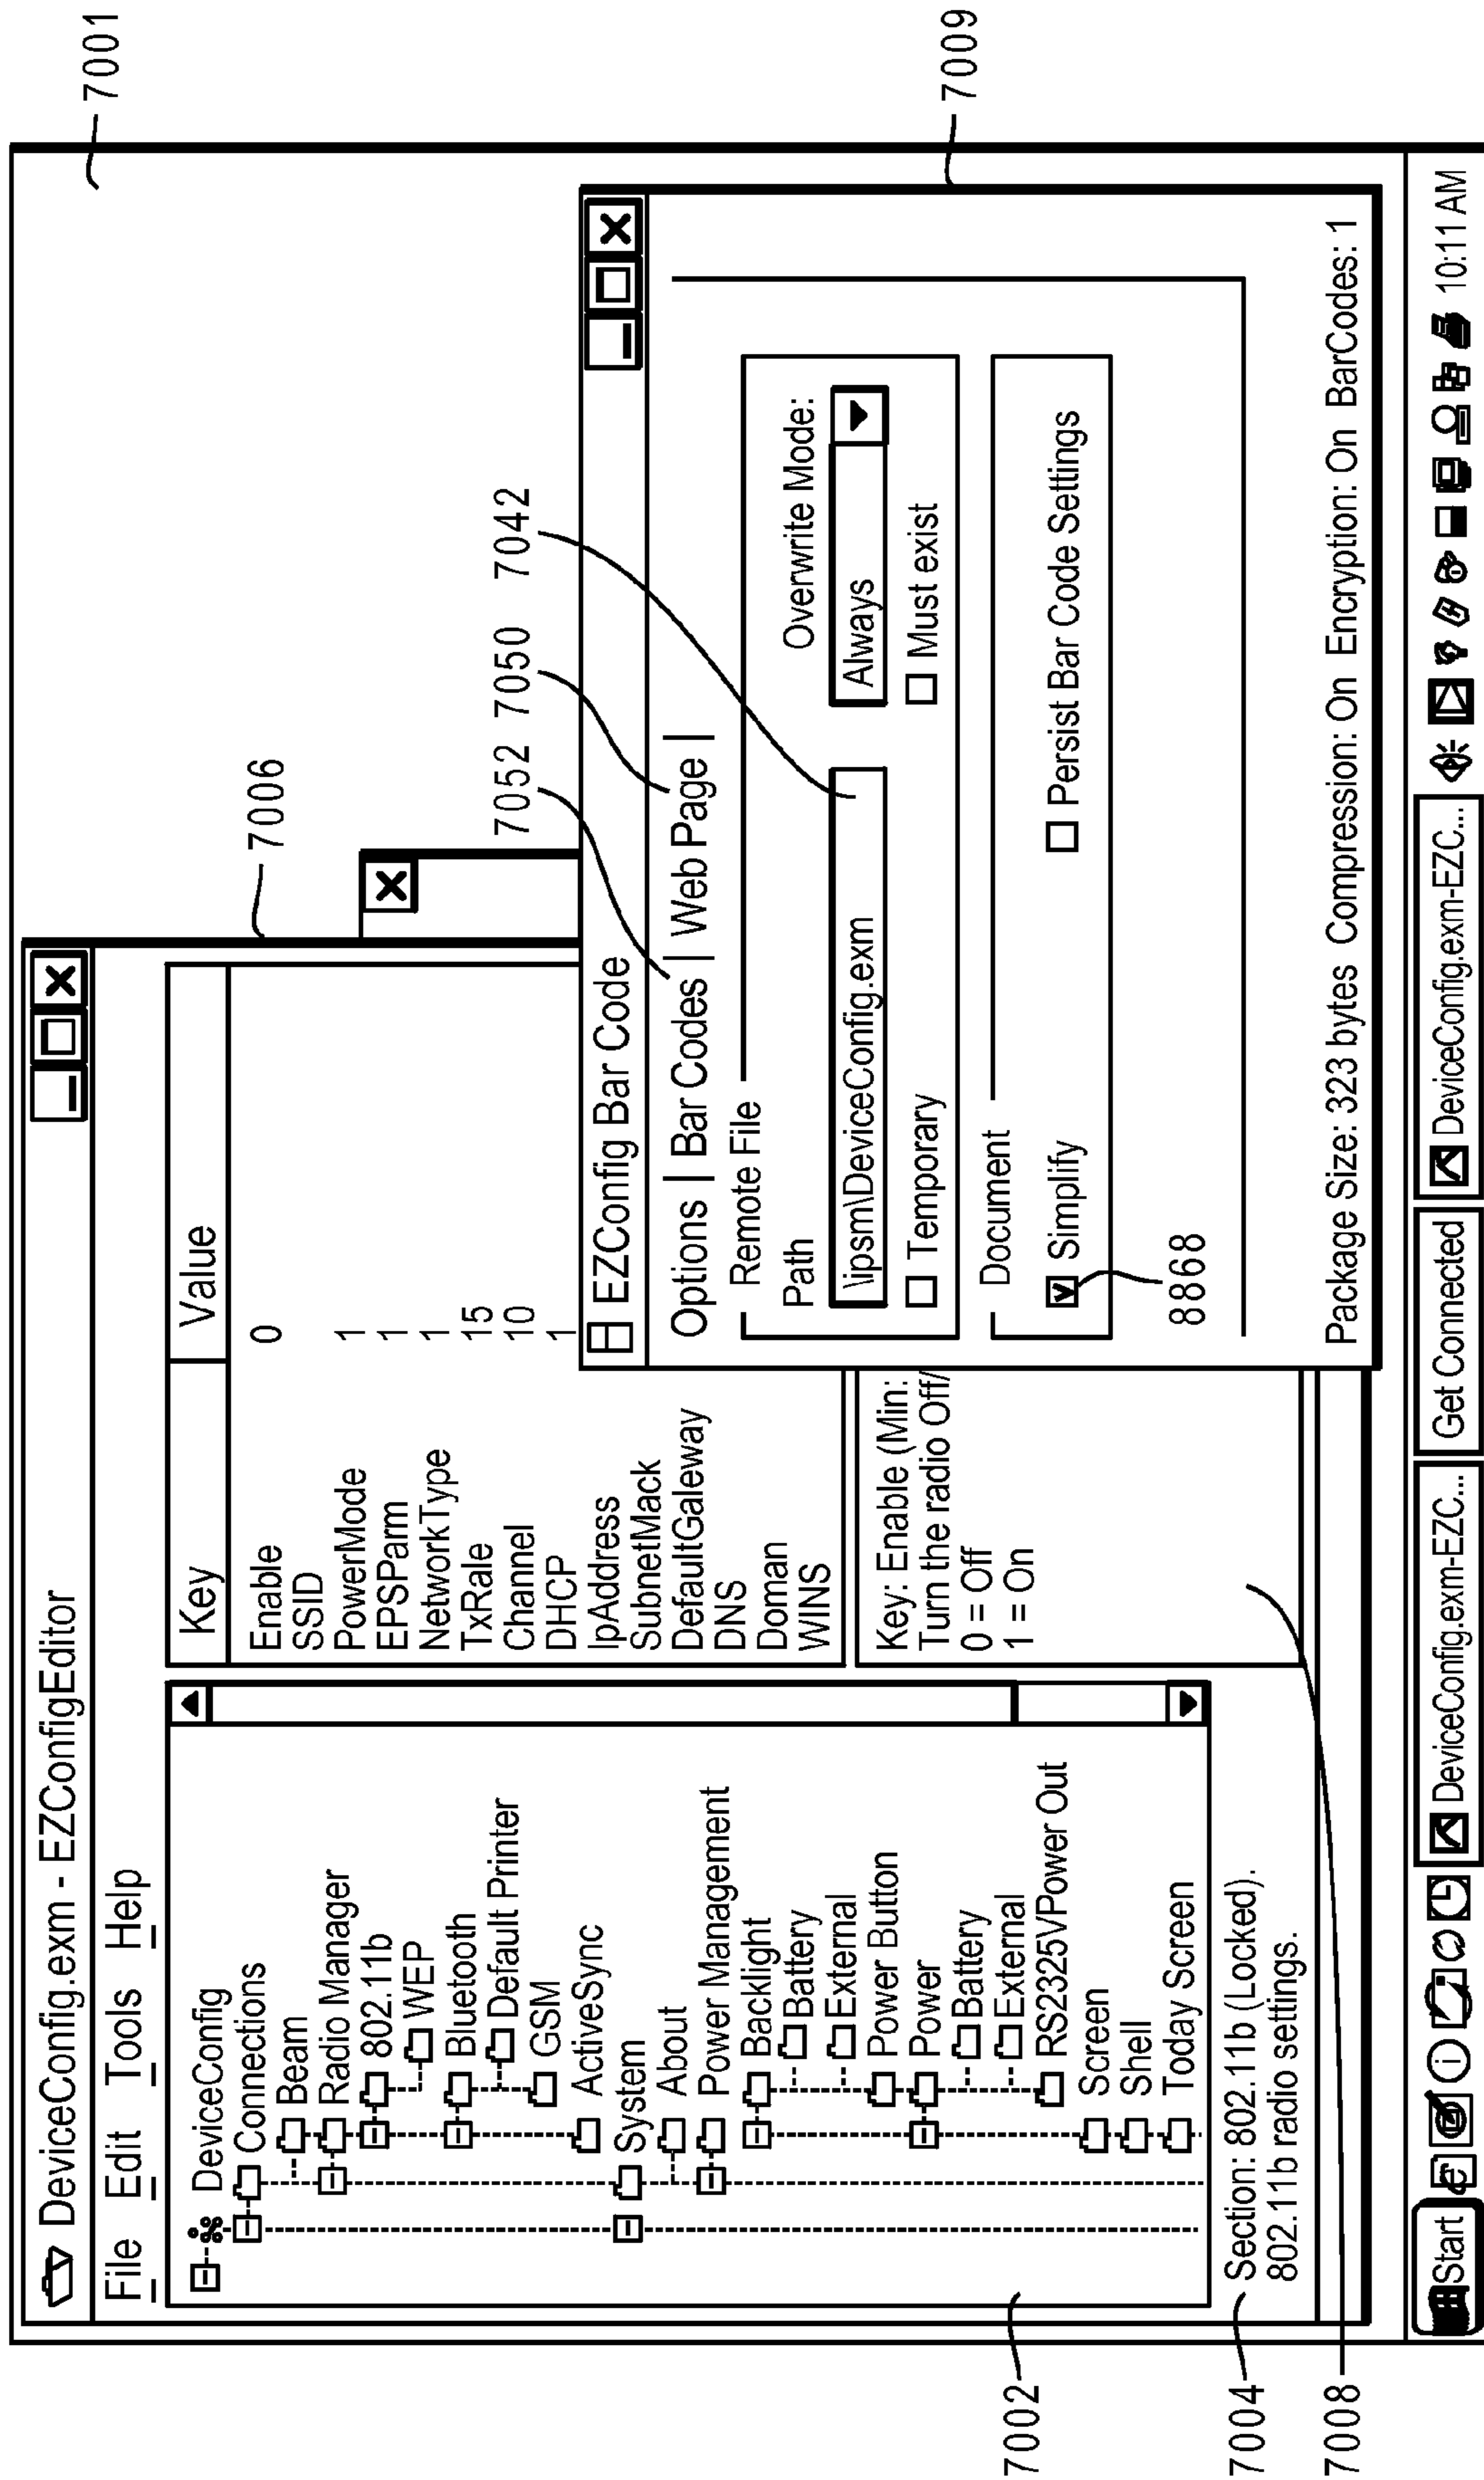 7001
DeviceConfig.exm - EZConfigEditor
File Edit Tools Help
DeviceConfig
Connections
Beam
Radio Manager
802.11b
WEP
Bluetooth
Default Printer
GSM
ActiveSync
System
About
Power Management
Backlight
Battery
External
Power Button
Power
Battery
External
RS2325VPower Out
Screen
Shell
Today Screen
7002
7004
Section: 802.11b (Locked).
802.11b radio settings.
7008
7006
Key Value
Enable 0
SSID
PowerMode 1
EPSParm 1
NetworkType 1
TxRale 15
Channel 10
DHCP 1
IpAddress
SubnetMack
DefaultGaleway
DNS
Doman
WINS
Key: Enable (Min:
Turn the radio Off/
0 = Off
1 = On
7052 7050 7042
EZConfig Bar Code
Options | Bar Codes | Web Page |
Remote File
Path Overwrite Mode:
\ipsm\DeviceConfig.exm Always
Temporary Must exist
Document
Simplify Persist Bar Code Settings
8868
Package Size: 323 bytes Compression: On Encryption: On BarCodes: 1
7009
Start DeviceConfig.exm-EZC... Get Connected DeviceConfig.exm-EZC... 10:11 AM